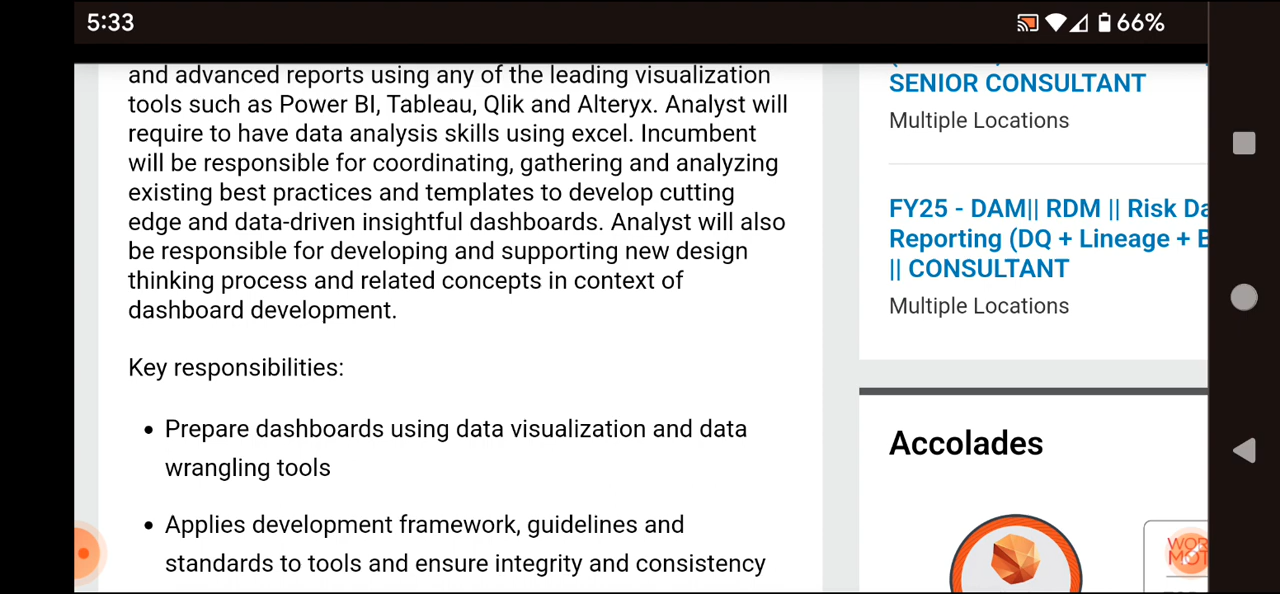 5:33
66%
and advanced reports using any of the leading visualization
tools such as Power BI, Tableau, Qlik and Alteryx. Analyst will
require to have data analysis skills using excel. Incumbent
will be responsible for coordinating, gathering and analyzing
existing best practices and templates to develop cutting
edge and data-driven insightful dashboards. Analyst will also
be responsible for developing and supporting new design
thinking process and related concepts in context of
dashboard development.
Key responsibilities:
• Prepare dashboards using data visualization and data
wrangling tools
• Applies development framework, guidelines and
standards to tools and ensure integrity and consistency
SENIOR CONSULTANT
Multiple Locations
FY25 - DAM|| RDM || Risk Da
Reporting (DQ + Lineage +
|| CONSULTANT
Multiple Locations
Accolades